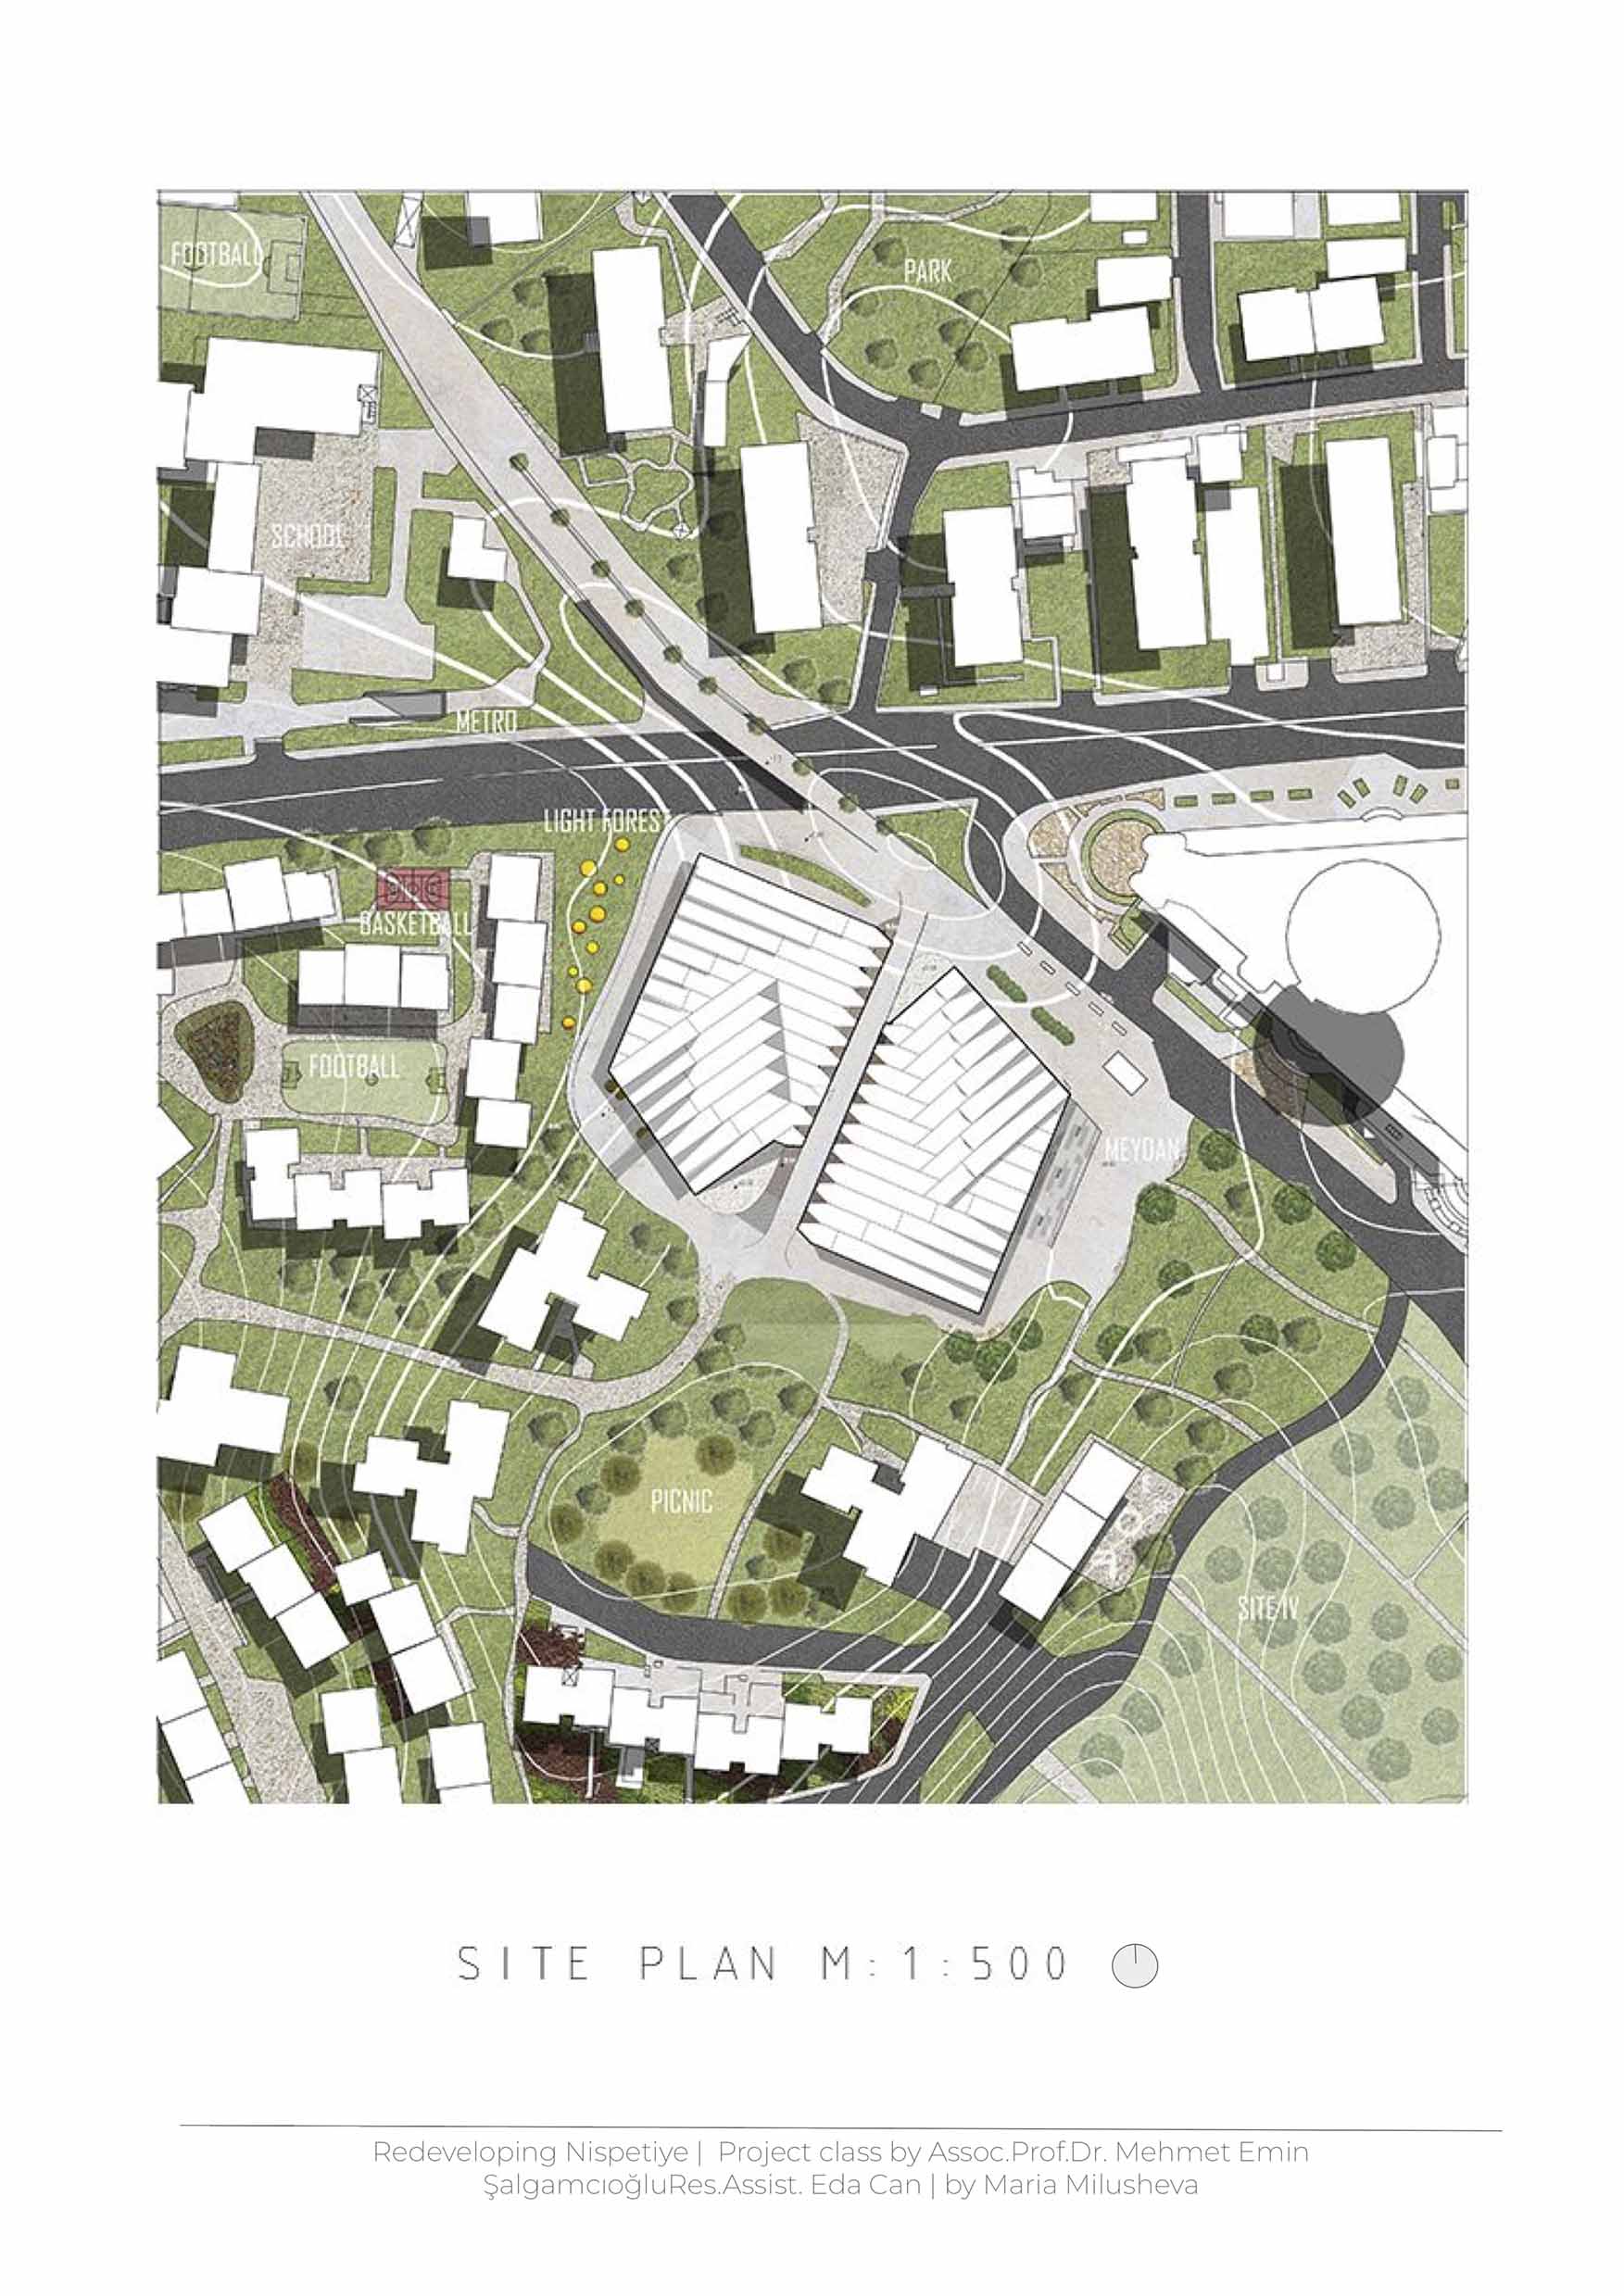 FOOTBALL
PARK
SCHOOL
METRO
LIGHT FOREST
BASKETBALL
FOOTBALL
MEYDAN
PICNIC
SITE IV
SITE PLAN M:1:500
Redeveloping Nispetiye | Project class by Assoc.Prof.Dr. Mehmet Emin
ŞalgamcıoğluRes.Assist. Eda Can | by Maria Milusheva